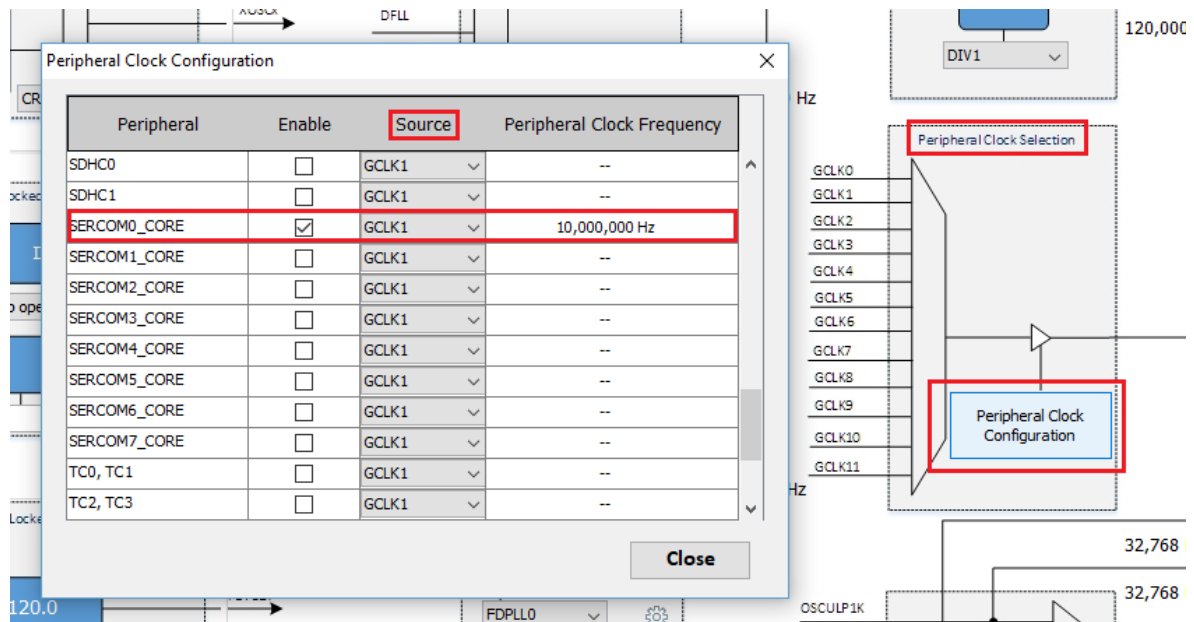 DFLL
120,000
DIV1
Peripheral Clock Configuration
CR
Hz
Peripheral Enable Source Peripheral Clock Frequency
Peripheral Clock Selection
SDHC0 GCLK1 --
SDHC1 GCLK1 --
SERCOM0_CORE GCLK1 10,000,000 Hz
SERCOM1_CORE GCLK1 --
SERCOM2_CORE GCLK1 --
SERCOM3_CORE GCLK1 --
SERCOM4_CORE GCLK1 --
SERCOM5_CORE GCLK1 --
SERCOM6_CORE GCLK1 --
SERCOM7_CORE GCLK1 --
TC0, TC1 GCLK1 --
TC2, TC3 GCLK1 --
GCLK0
GCLK1
GCLK2
GCLK3
GCLK4
GCLK5
GCLK6
GCLK7
GCLK8
GCLK9
GCLK10
GCLK11
Peripheral Clock
Configuration
Hz
Close
32,768
32,768
120.0
FDPLL0
OSCULP1K